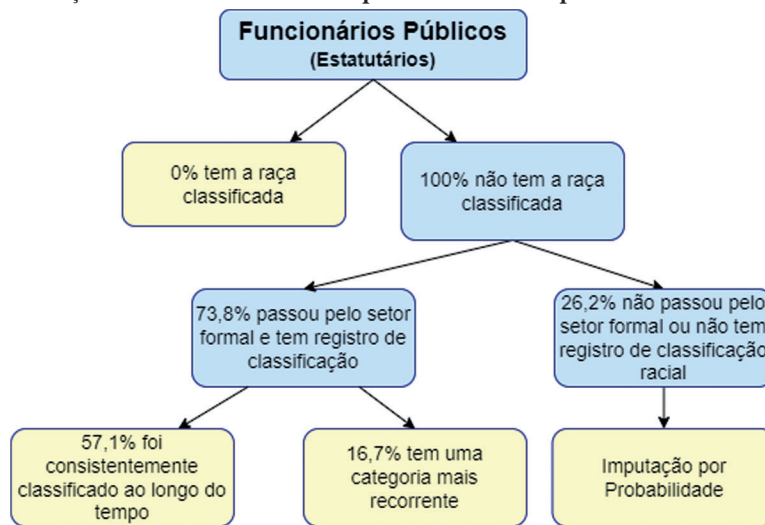 Funcionários Públicos
(Estatutários)
0% tem a raça
classificada
100% não tem a raça
classificada
73,8% passou pelo setor
formal e tem registro de
classificação
26,2% não passou pelo
setor formal ou não tem
registro de classificação
racial
57,1% foi
consistentemente
classificado ao longo do
tempo
16,7% tem uma
categoria mais
recorrente
Imputação por
Probabilidade